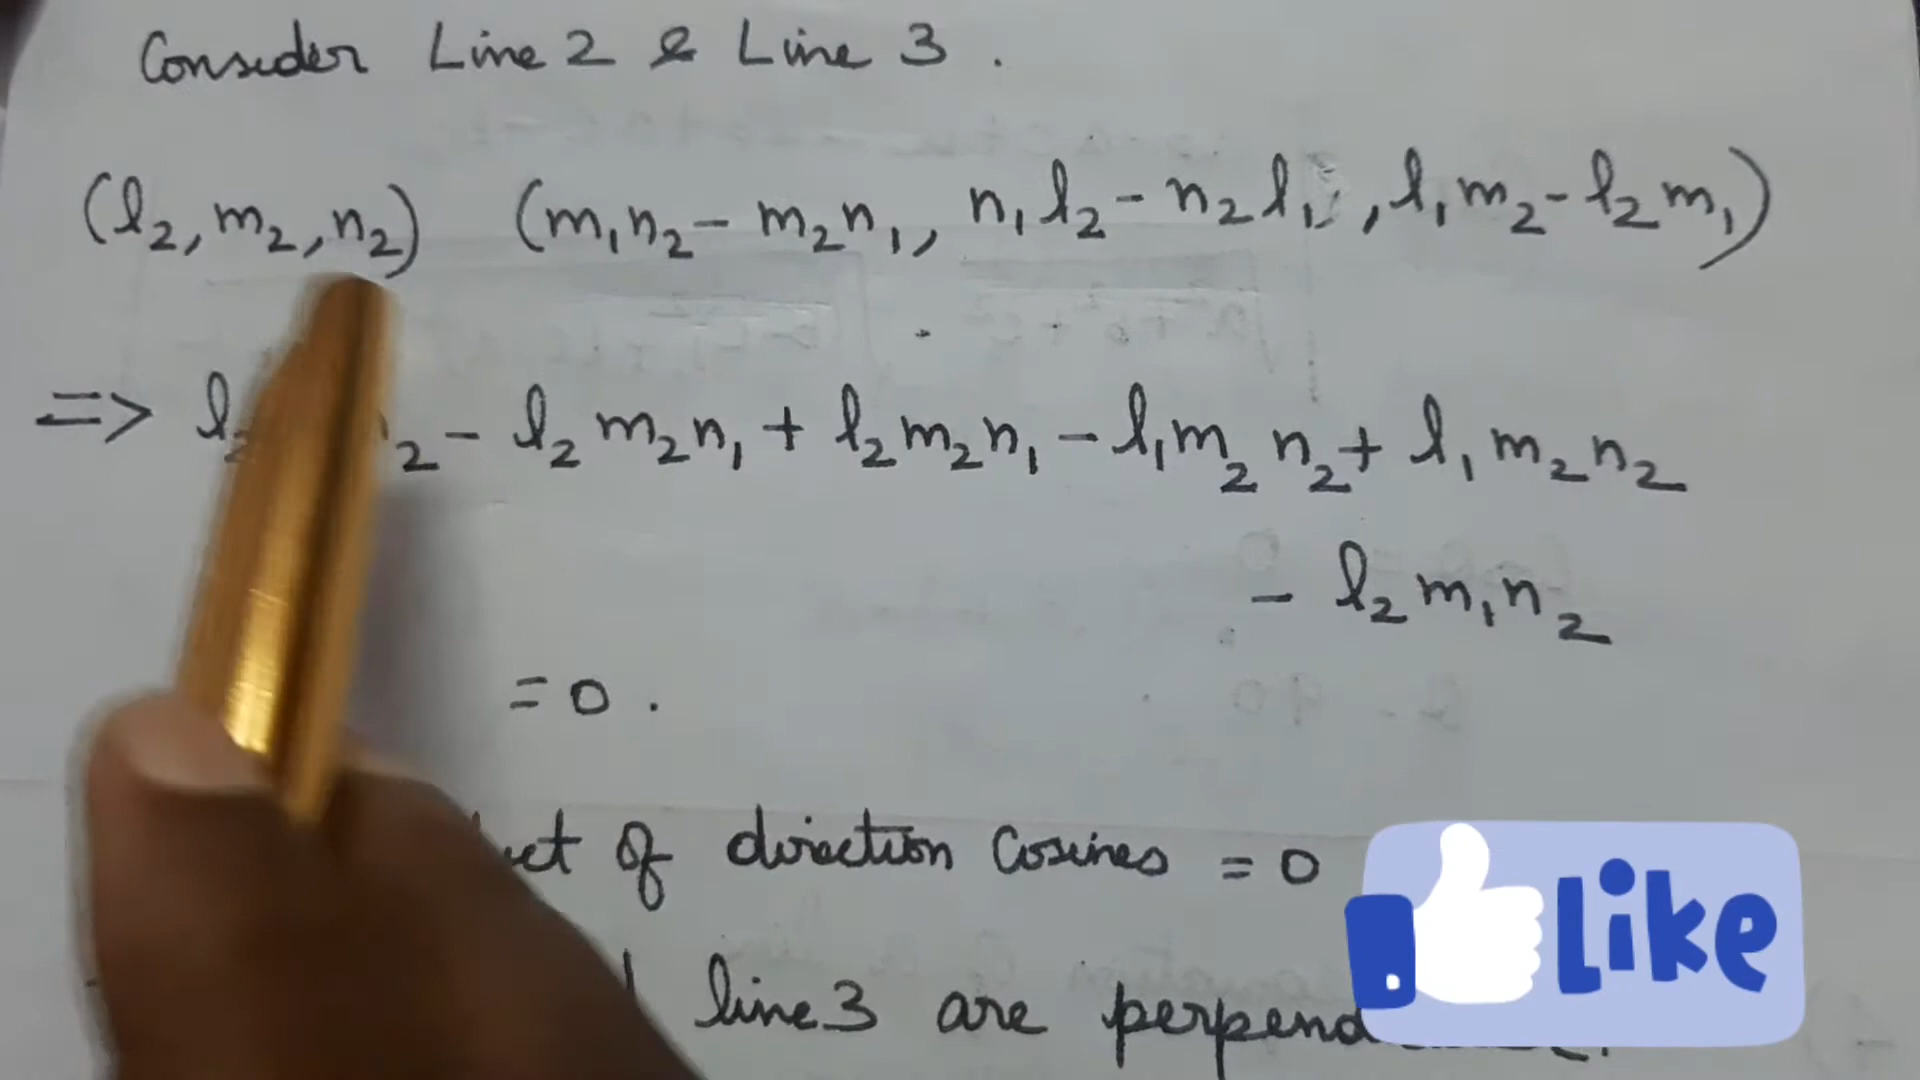 Consider Line 2 & Line 3 .
(l₂, m₂, n₂) (m₁n₂ - m₂n₁, n₁l₂ - n₂l₁, l₁m₂ - l₂m₁)
=> l₂ ₂ - l₂m₂n₁ + l₂m₂n₁ - l₁m₂n₂ + l₁m₂n₂
- l₂m₁n₂
= 0 .
of direction Cosines = 0
line 3 are
Like